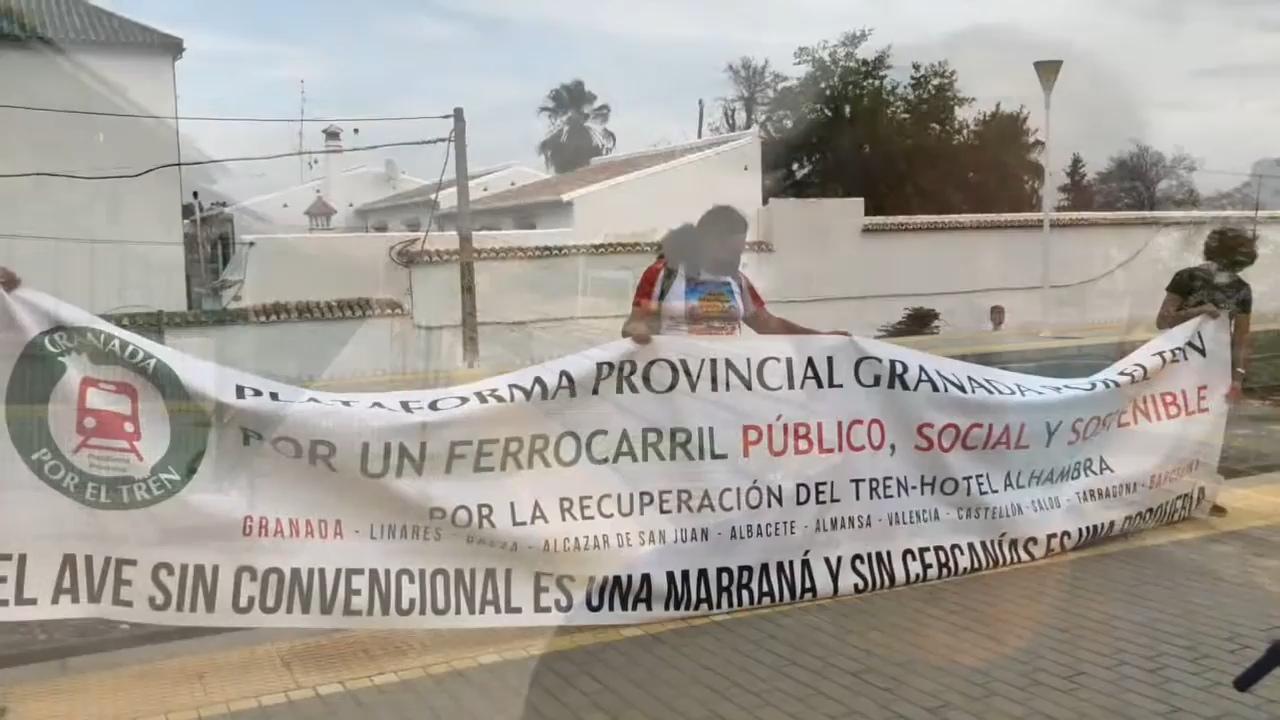 GRANADA
POR EL TREN
PLATAFORMA PROVINCIAL GRANADA POR EL TREN
POR UN FERROCARRIL PÚBLICO, SOCIAL Y SOSTENIBLE
POR LA RECUPERACIÓN DEL TREN-HOTEL ALHAMBRA
GRANADA - LINARES - BAEZA - ALCAZAR DE SAN JUAN - ALBACETE - ALMANSA - VALENCIA - CASTELLON - SALOU - TARRAGONA - BARCELONA
EL AVE SIN CONVENCIONAL ES UNA MARRANÁ Y SIN CERCANÍAS ES UNA